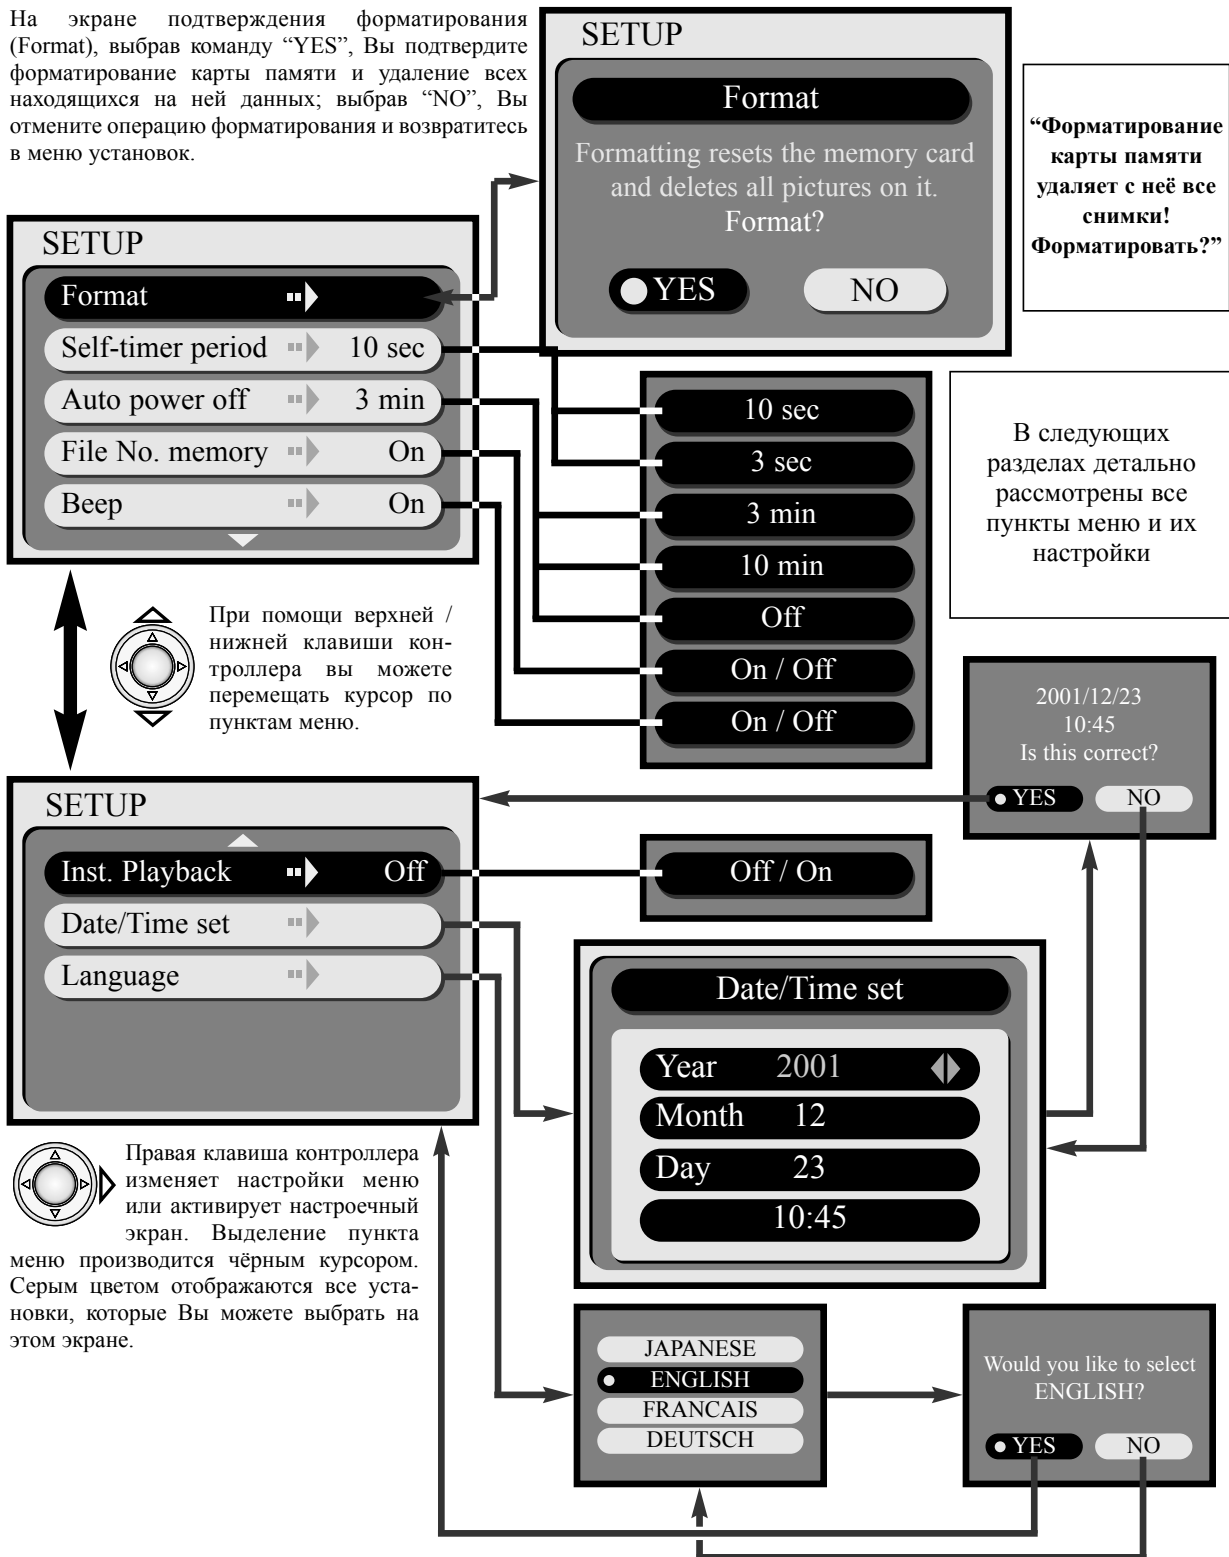 На экране подтверждения форматирования
(Format), выбрав команду “YES”, Вы подтвердите
форматирование карты памяти и удаление всех
находящихся на ней данных; выбрав “NO”, Вы
отмените операцию форматирования и возвратитесь
в меню установок.
SETUP
Format
Formatting resets the memory card
and deletes all pictures on it.
Format?
YES NO
“Форматирование
карты памяти
удаляет с неё все
снимки!
Форматировать?”
SETUP
Format
Self-timer period 10 sec
Auto power off 3 min
File No. memory On
Beep On
10 sec
3 sec
3 min
10 min
Off
On / Off
On / Off
В следующих
разделах детально
рассмотрены все
пункты меню и их
настройки
При помощи верхней /
нижней клавиши кон-
троллера вы можете
перемещать курсор по
пунктам меню.
2001/12/23
10:45
Is this correct?
YES NO
SETUP
Inst. Playback Off
Date/Time set
Language
Off / On
Date/Time set
Year 2001
Month 12
Day 23
10:45
Правая клавиша контроллера
изменяет настройки меню
или активирует настроечный
экран. Выделение пункта
меню производится чёрным курсором.
Серым цветом отображаются все уста-
новки, которые Вы можете выбрать на
этом экране.
JAPANESE
ENGLISH
FRANCAIS
DEUTSCH
Would you like to select
ENGLISH?
YES NO